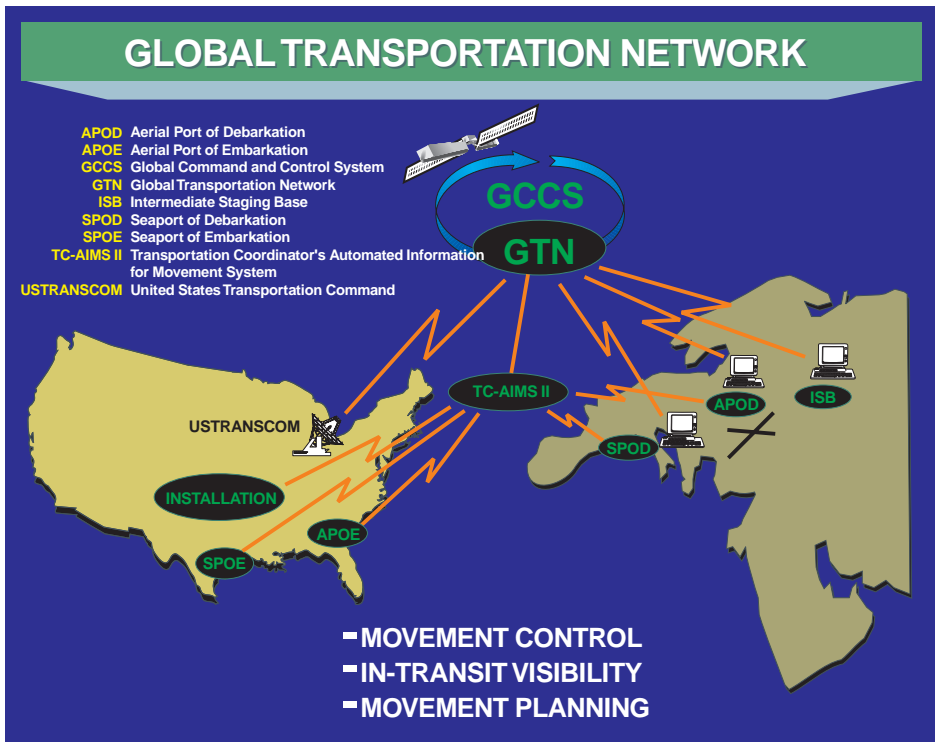 GLOBAL TRANSPORTATION NETWORK
APOD Aerial Port of Debarkation
APOE Aerial Port of Embarkation
GCCS Global Command and Control System
GTN Global Transportation Network
ISB Intermediate Staging Base
SPOD Seaport of Debarkation
SPOE Seaport of Embarkation
TC-AIMS II Transportation Coordinator's Automated Information
for Movement System
USTRANSCOM United States Transportation Command
GCCS
GTN
TC-AIMS II
USTRANSCOM
INSTALLATION
APOE
SPOE
APOD
ISB
SPOD
-MOVEMENT CONTROL
-IN-TRANSIT VISIBILITY
-MOVEMENT PLANNING